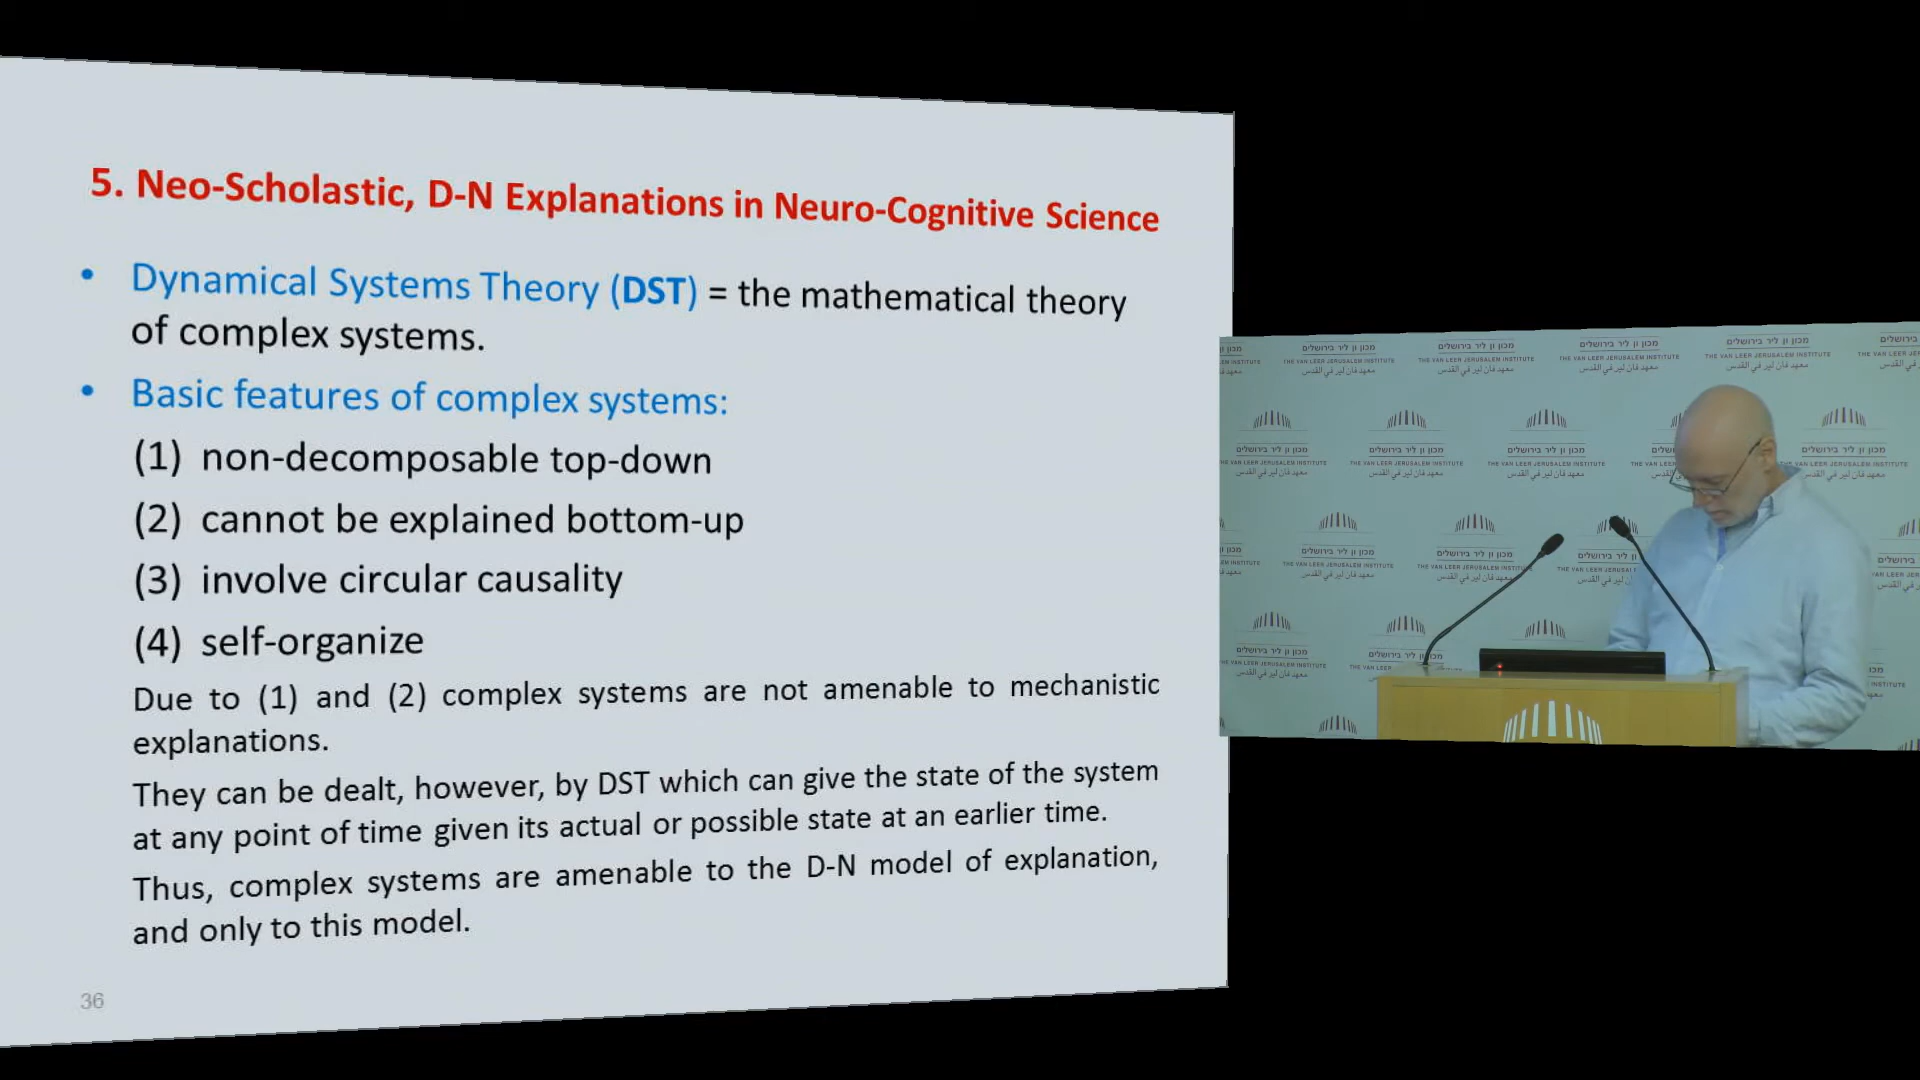 5. Neo-Scholastic, D-N Explanations in Neuro-Cognitive Science
• Dynamical Systems Theory (DST) = the mathematical theory
of complex systems.
• Basic features of complex systems:
(1) non-decomposable top-down
(2) cannot be explained bottom-up
(3) involve circular causality
(4) self-organize
Due to (1) and (2) complex systems are not amenable to mechanistic
explanations.
They can be dealt, however, by DST which can give the state of the system
at any point of time given its actual or possible state at an earlier time.
Thus, complex systems are amenable to the D-N model of explanation,
and only to this model.
36
מכון ון ליר בירושלים
THE VAN LEER JERUSALEM INSTITUTE
معهد فان لير في القدس